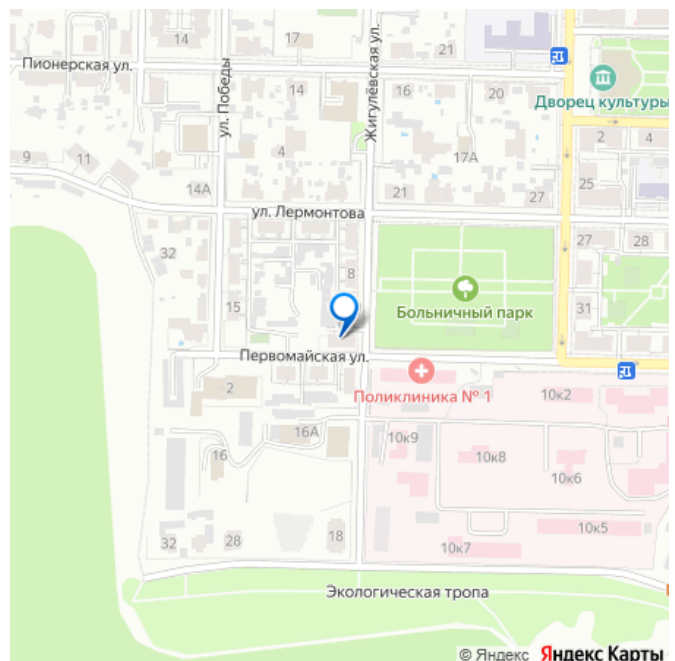 14
17
21
Пионерская ул.
ул. Победы
Жигулёвская ул.
14
16
20
Дворец культуры
2
4
4
17А
9
11
14А
21
27
25
ул. Лермонтова
32
8
27
28
15
Больничный парк
31
Первомайская ул.
2
Поликлиника № 1
10к2
16А
10к9
16
10к8
10к6
32
28
18
10к5
10к7
Экологическая тропа
© Яндекс Яндекс Карты